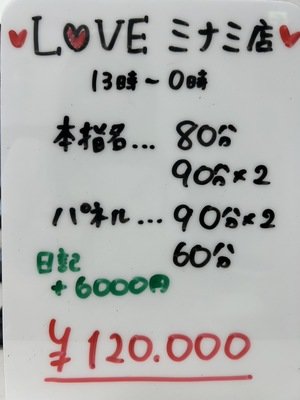 LOVE ミナミ店
13時～0時
本指名... 80分
90分×2
パネル... 90分×2
60分
日記
+6000円
¥120.000